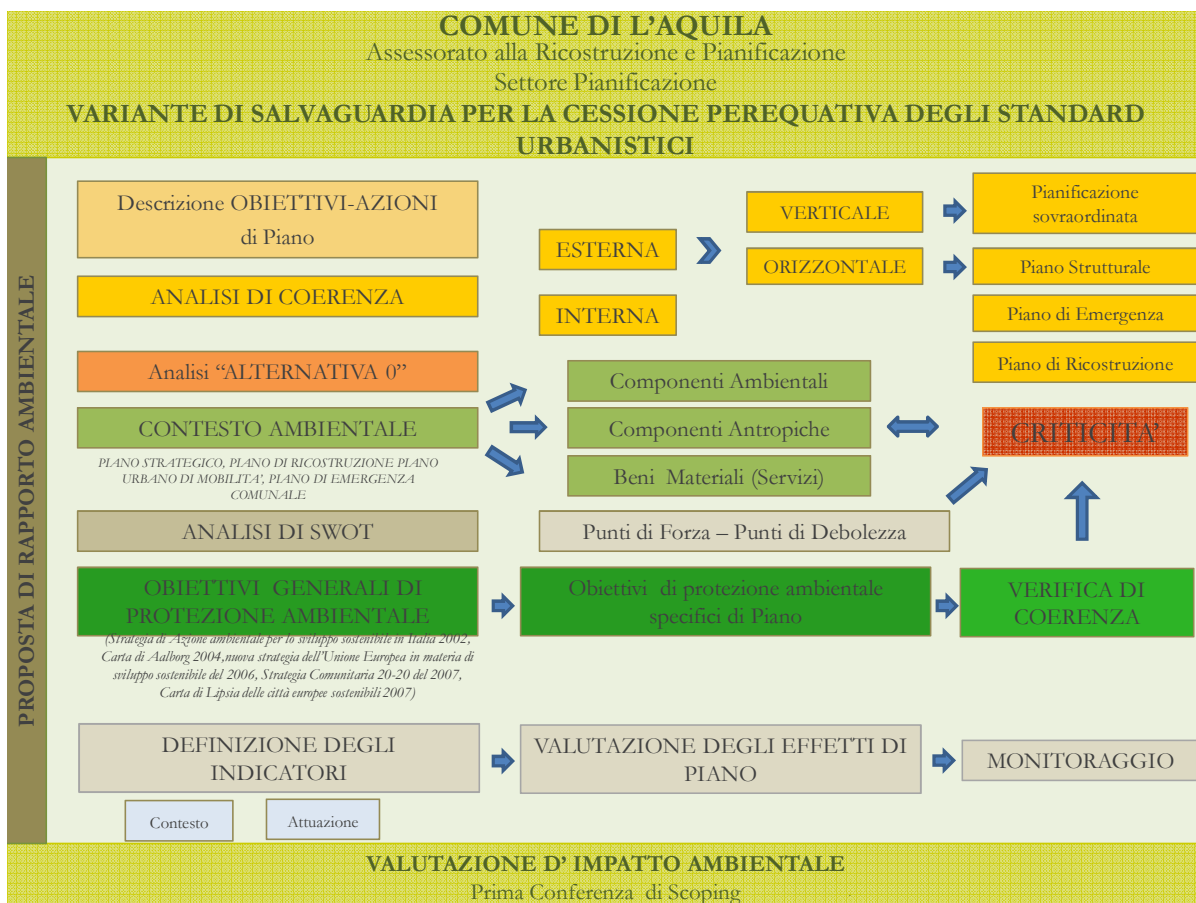 COMUNE DI L'AQUILA
Assessorato alla Ricostruzione e Pianificazione
Settore Pianificazione
VARIANTE DI SALVAGUARDIA PER LA CESSIONE PEREQUATIVA DEGLI STANDARD
URBANISTICI
PROPOSTA DI RAPPORTO AMBIENTALE
Descrizione OBIETTIVI-AZIONI
di Piano
ANALISI DI COERENZA
ESTERNA
INTERNA
VERTICALE
ORIZZONTALE
Pianificazione
sovraordinata
Piano Strutturale
Piano di Emergenza
Piano di Ricostruzione
Analisi "ALTERNATIVA 0"
CONTESTO AMBIENTALE
PIANO STRATEGICO, PIANO DI RICOSTRUZIONE PIANO
URBANO DI MOBILITA', PIANO DI EMERGENZA
COMUNALE
Componenti Ambientali
Componenti Antropiche
Beni Materiali (Servizi)
CRITICITA'
ANALISI DI SWOT
Punti di Forza – Punti di Debolezza
OBIETTIVI GENERALI DI
PROTEZIONE AMBIENTALE
(Strategia di Azione ambientale per lo sviluppo sostenibile in Italia 2002,
Carta di Aalborg 2004,nuova strategia dell'Unione Europea in materia di
sviluppo sostenibile del 2006, Strategia Comunitaria 20-20 del 2007,
Carta di Lipsia delle città europee sostenibili 2007)
Obiettivi di protezione ambientale
specifici di Piano
VERIFICA DI
COERENZA
DEFINIZIONE DEGLI
INDICATORI
Contesto
Attuazione
VALUTAZIONE DEGLI EFFETTI DI
PIANO
MONITORAGGIO
VALUTAZIONE D' IMPATTO AMBIENTALE
Prima Conferenza di Scoping